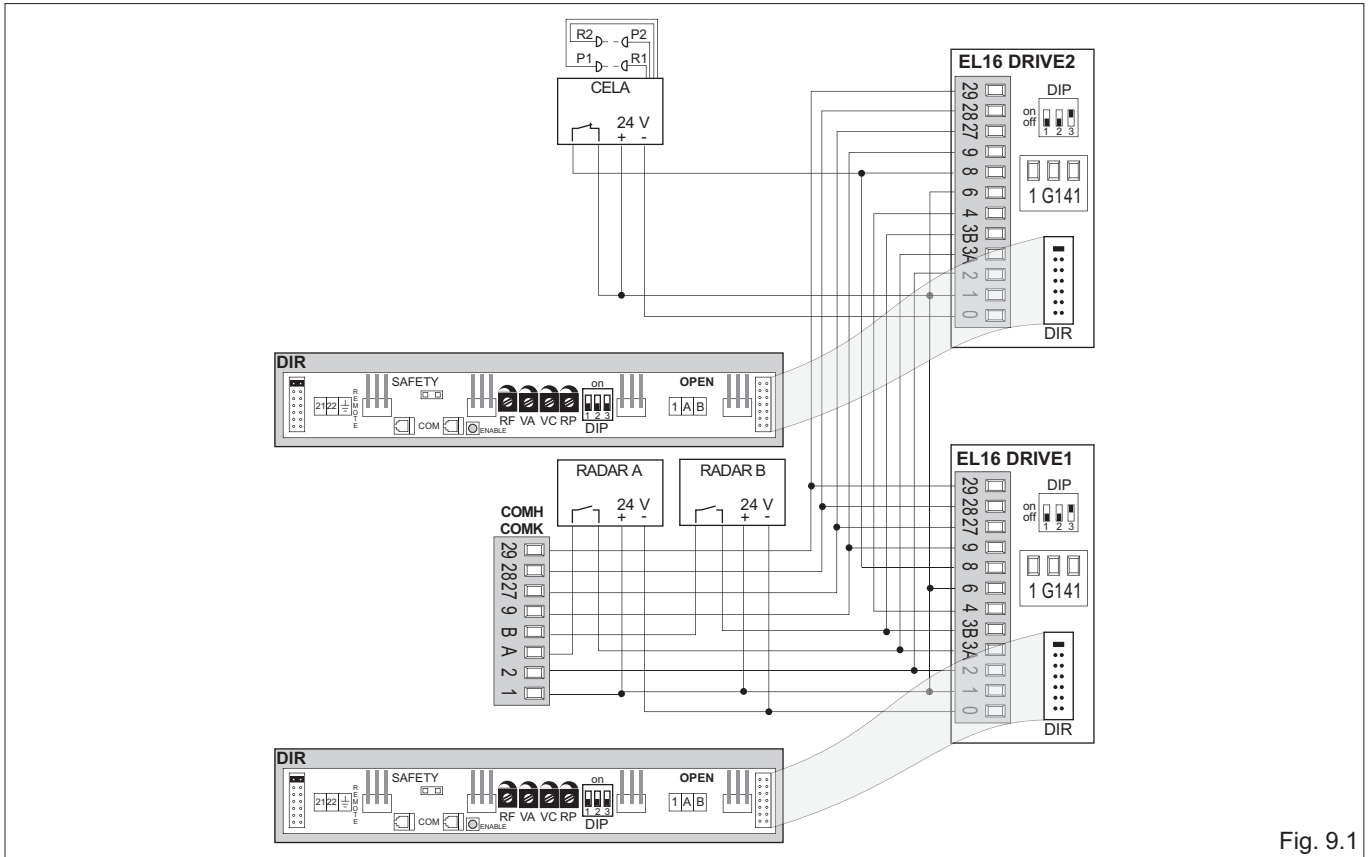 R2 P2
P1 R1
CELA
24 V
+ -
EL16 DRIVE2
29
28
27
9
8
6
4
3B
3A
2
1
0
DIP
on
off
1 2 3
1 G141
DIR
DIR
SAFETY
21 22
REMOTE
COM
ENABLE
RF VA VC RP
on
1 2 3
DIP
OPEN
1 A B
RADAR A
24 V
+ -
RADAR B
24 V
+ -
COMH
COMK
29
28
27
9
B
A
2
1
EL16 DRIVE1
29
28
27
9
8
6
4
3B
3A
2
1
0
DIP
on
off
1 2 3
1 G141
DIR
DIR
SAFETY
21 22
REMOTE
COM
ENABLE
RF VA VC RP
on
1 2 3
DIP
OPEN
1 A B
Fig. 9.1